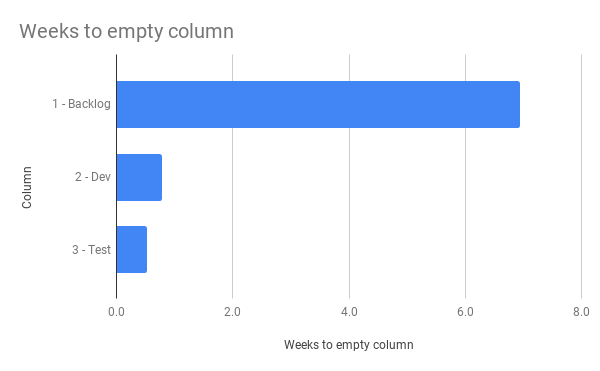 Weeks to empty column
Column
1 - Backlog
2 - Dev
3 - Test
0.0 2.0 4.0 6.0 8.0
Weeks to empty column